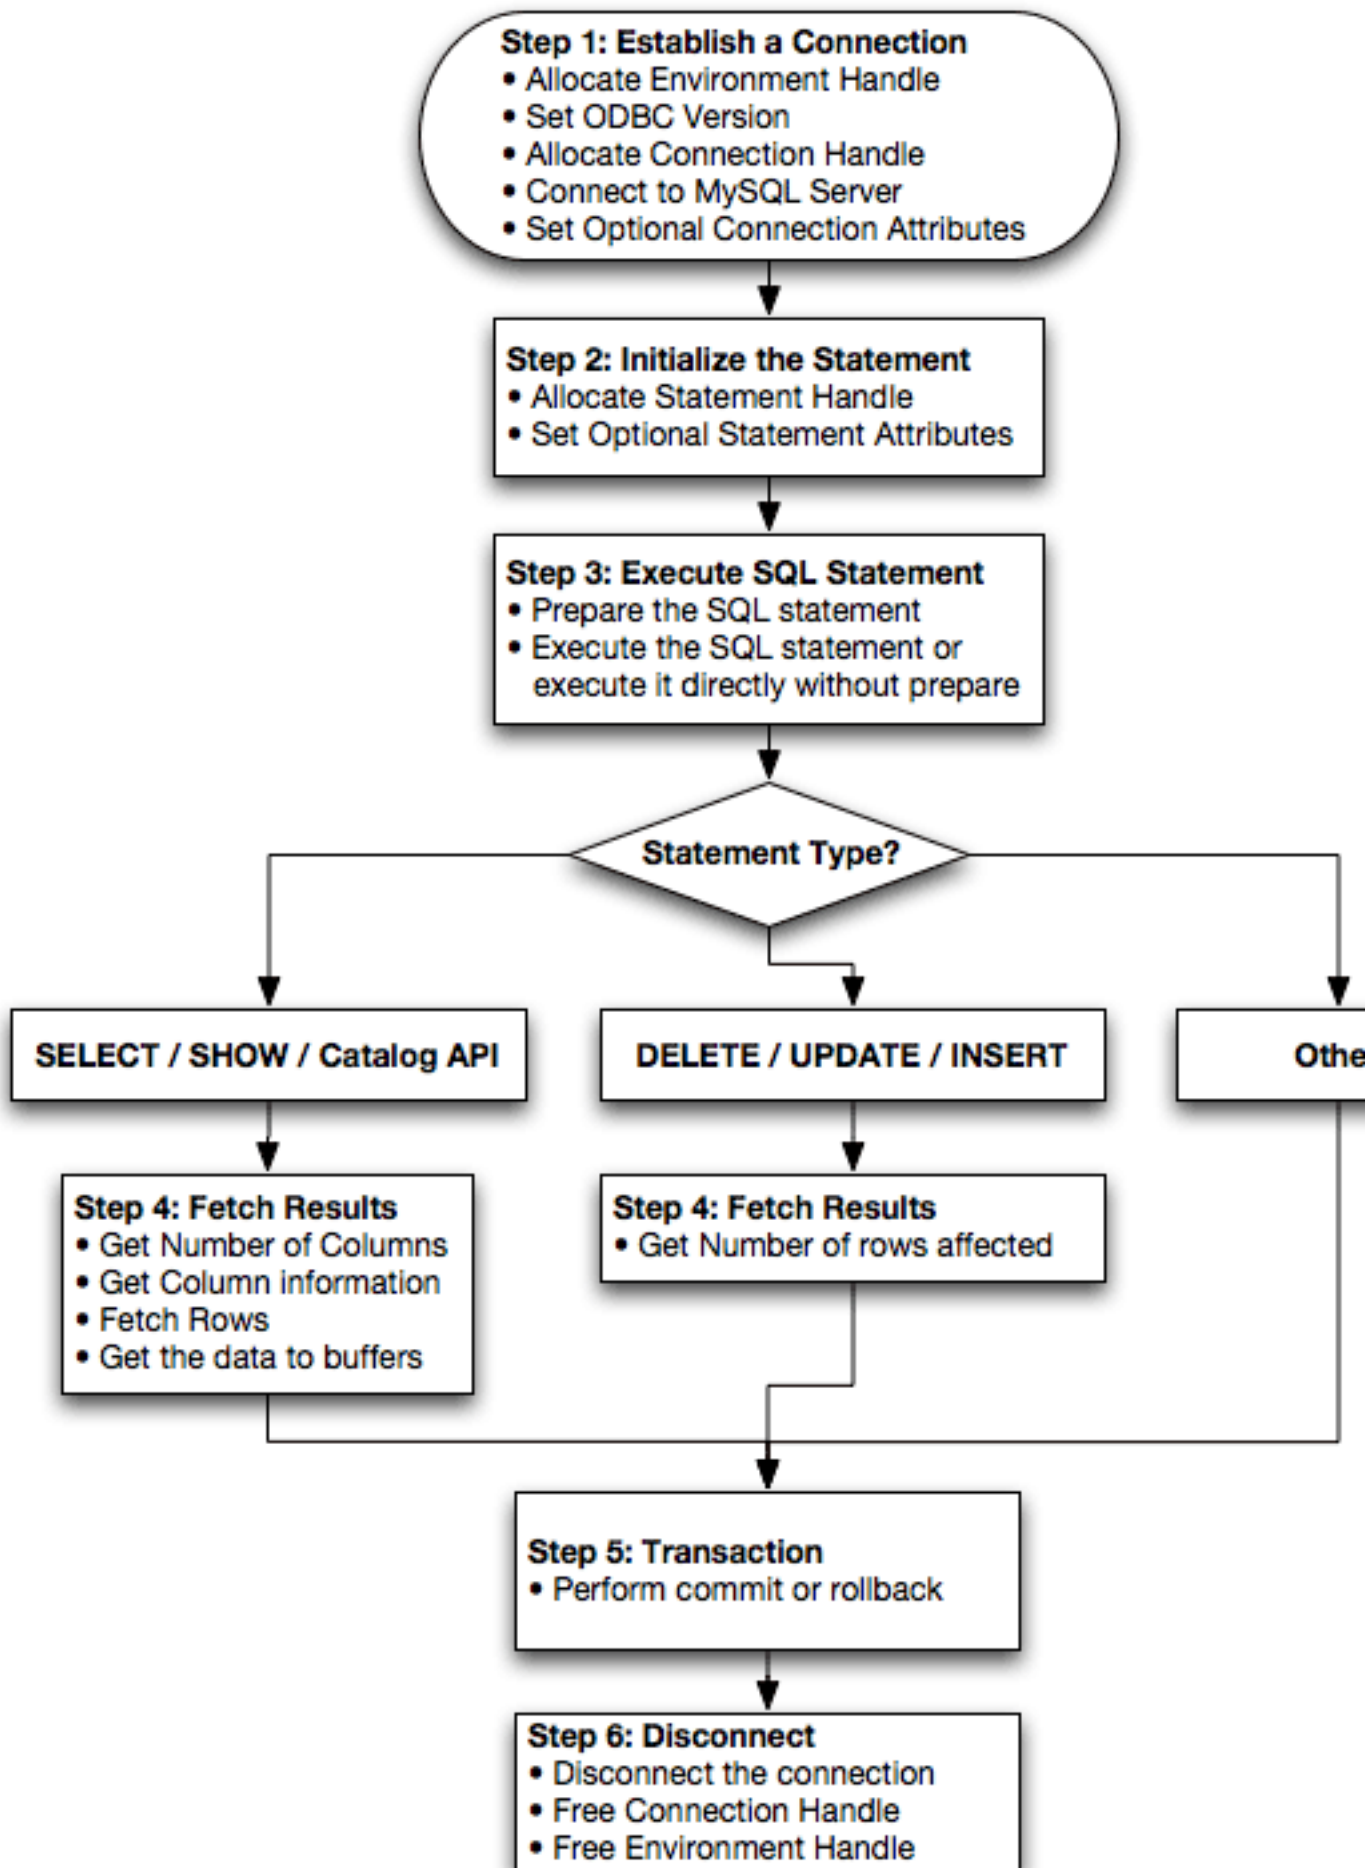 Step 1: Establish a Connection
• Allocate Environment Handle
• Set ODBC Version
• Allocate Connection Handle
• Connect to MySQL Server
• Set Optional Connection Attributes
Step 2: Initialize the Statement
• Allocate Statement Handle
• Set Optional Statement Attributes
Step 3: Execute SQL Statement
• Prepare the SQL statement
• Execute the SQL statement or
execute it directly without prepare
Statement Type?
SELECT / SHOW / Catalog API
DELETE / UPDATE / INSERT
Othe
Step 4: Fetch Results
• Get Number of Columns
• Get Column information
• Fetch Rows
• Get the data to buffers
Step 4: Fetch Results
• Get Number of rows affected
Step 5: Transaction
• Perform commit or rollback
Step 6: Disconnect
• Disconnect the connection
• Free Connection Handle
• Free Environment Handle